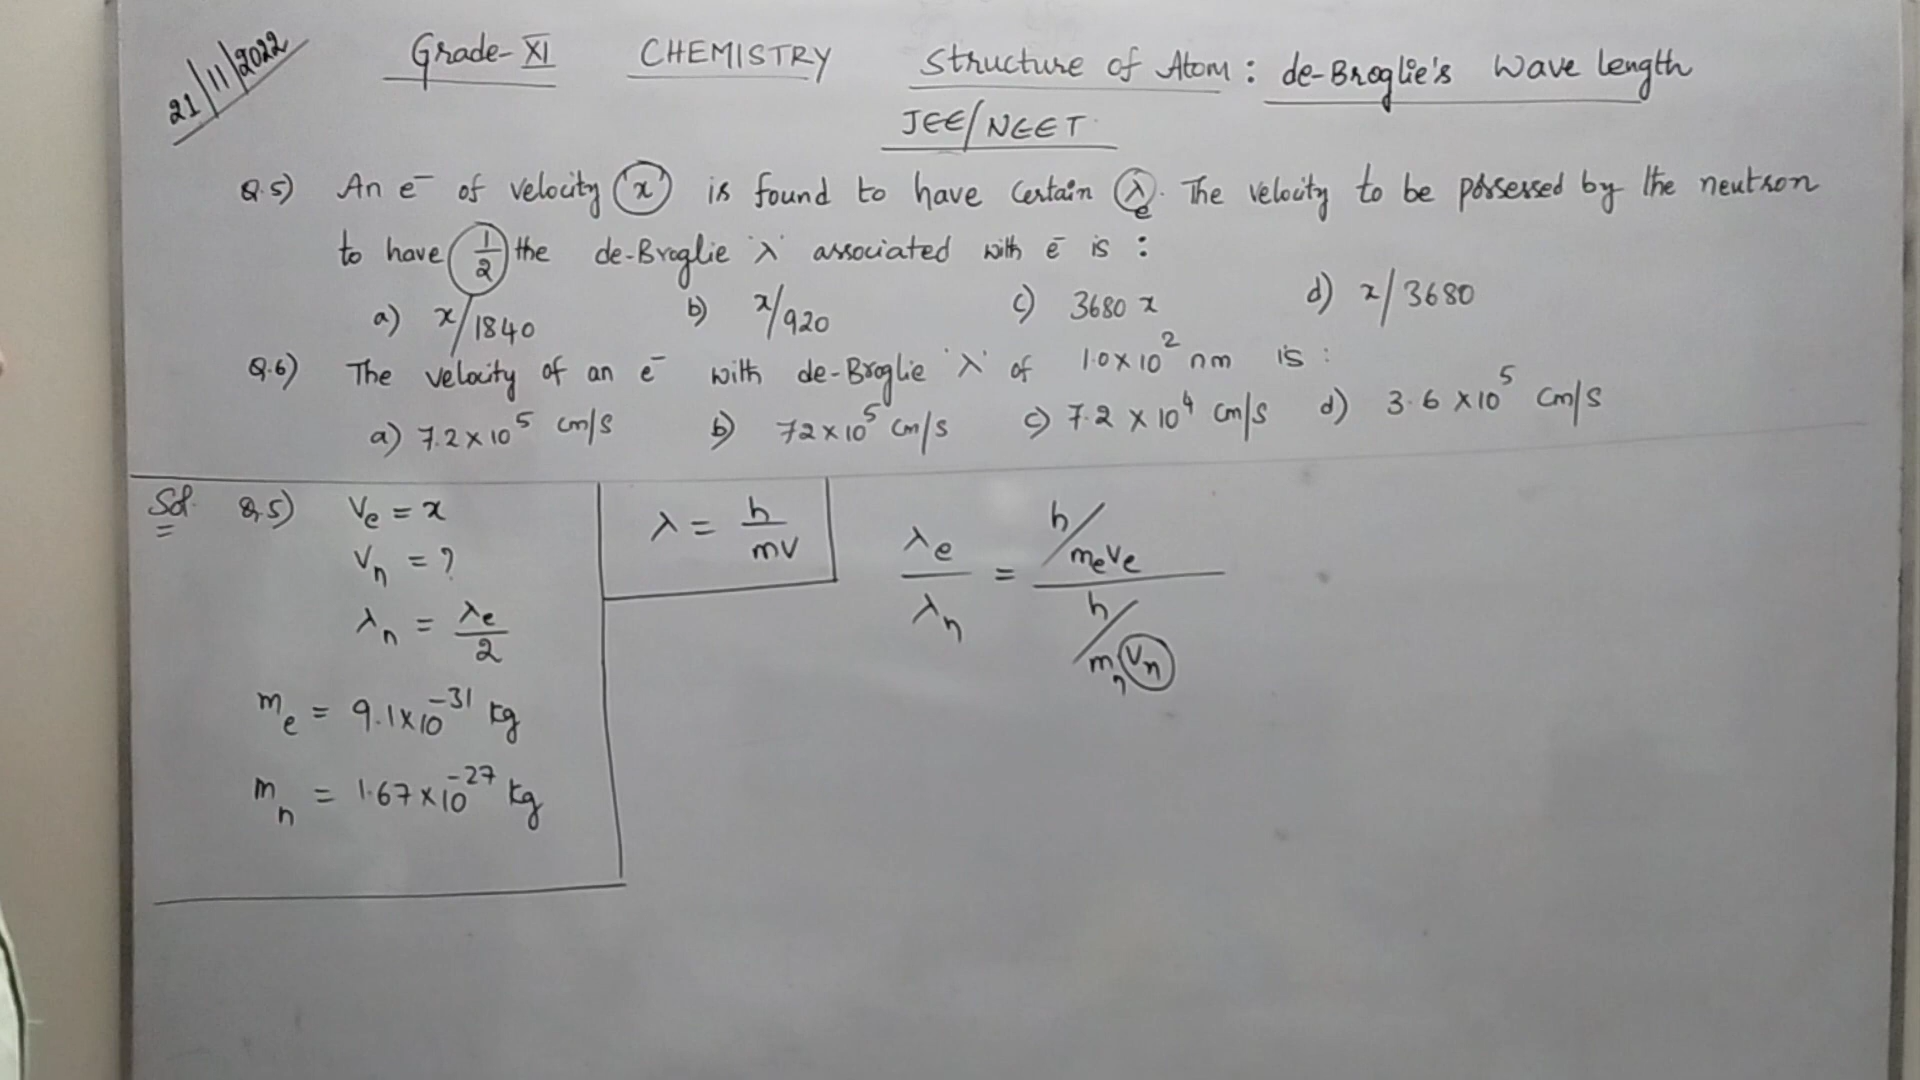 21/11/2022
Grade-XI CHEMISTRY Structure of Atom : de-Broglie's Wave length
JEE/NEET
Q.5) An e⁻ of velocity 'x' is found to have certain λe. The velocity to be possessed by the neutron
to have 1/2 the de-Broglie 'λ' associated with e⁻ is :
a) x/1840 b) x/920 c) 3680 x d) x/3680
Q.6) The velocity of an e⁻ with de-Broglie 'λ' of 1.0×10² nm is :
a) 7.2×10⁵ cm/s b) 72×10⁵ cm/s c) 7.2×10⁴ cm/s d) 3.6×10⁵ cm/s
Sol. Q.5) Ve = x
Vn = ?
λn = λe/2
me = 9.1×10⁻³¹ kg
mn = 1.67×10⁻²⁷ kg
λ = h/mv
λe/λn = (h/meve)/(h/mnVn)